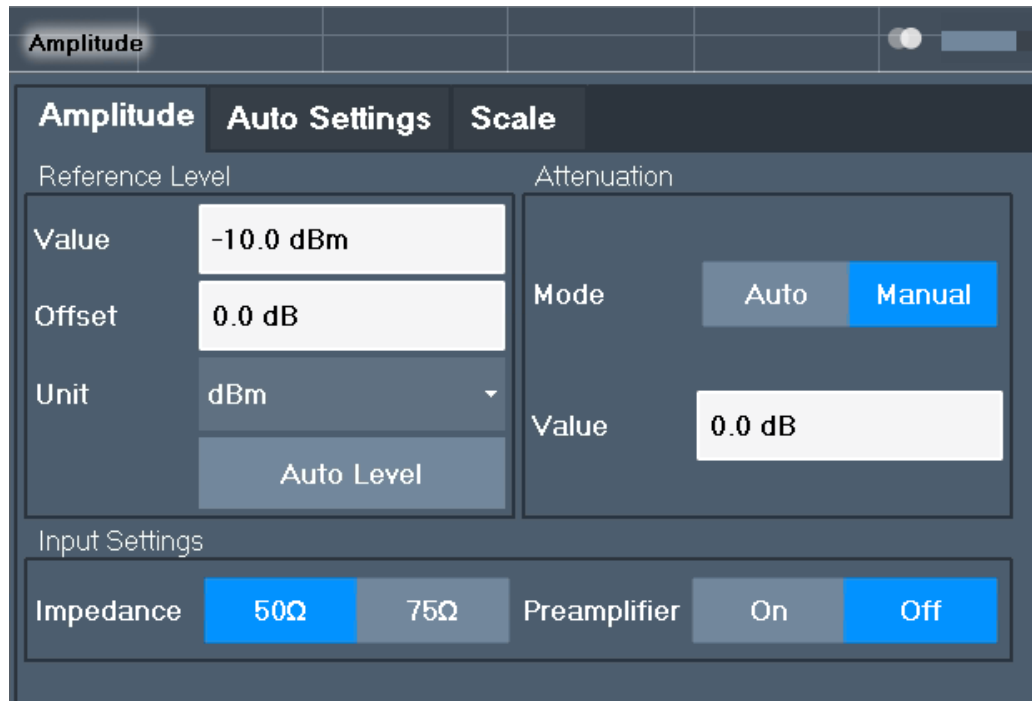 Amplitude
Amplitude Auto Settings Scale
Reference Level
Value -10.0 dBm
Offset 0.0 dB
Unit dBm
Auto Level
Attenuation
Mode Auto Manual
Value 0.0 dB
Input Settings
Impedance 50Ω 75Ω Preamplifier On Off